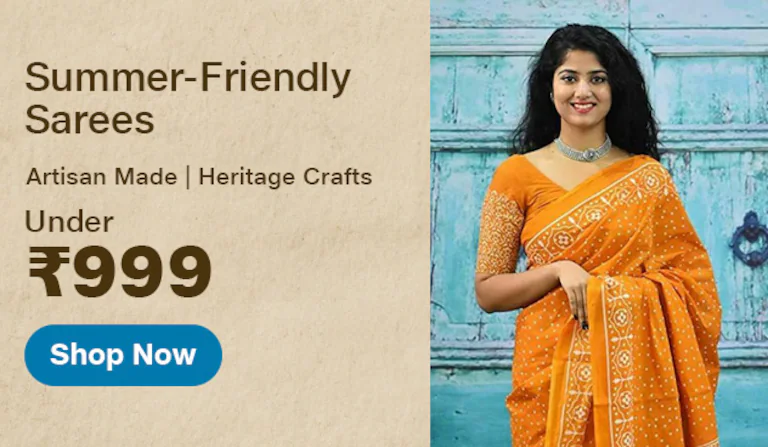 Summer-Friendly
Sarees
Artisan Made | Heritage Crafts
Under
₹999
Shop Now